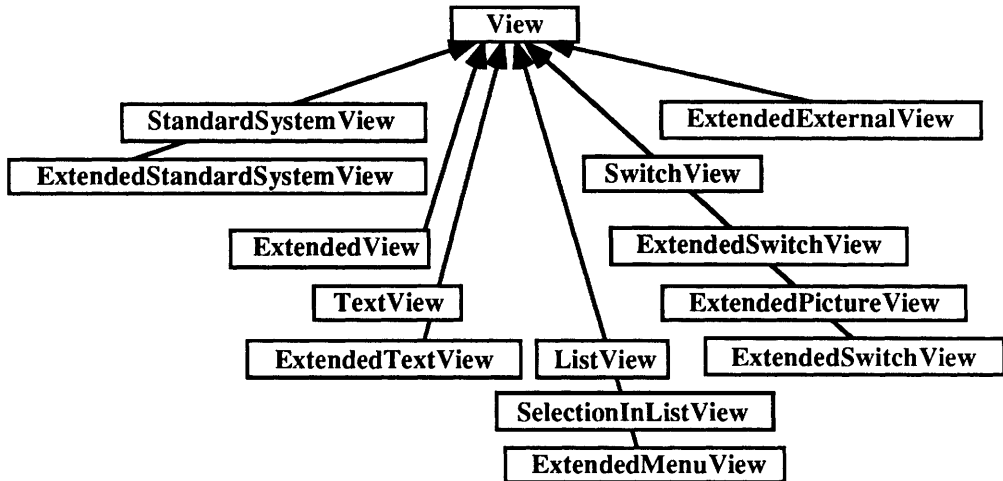 View
StandardSystemView
ExtendedExternalView
ExtendedStandardSystemView
SwitchView
ExtendedView
ExtendedSwitchView
TextView
ExtendedPictureView
ExtendedTextView
ListView
ExtendedSwitchView
SelectionInListView
ExtendedMenuView